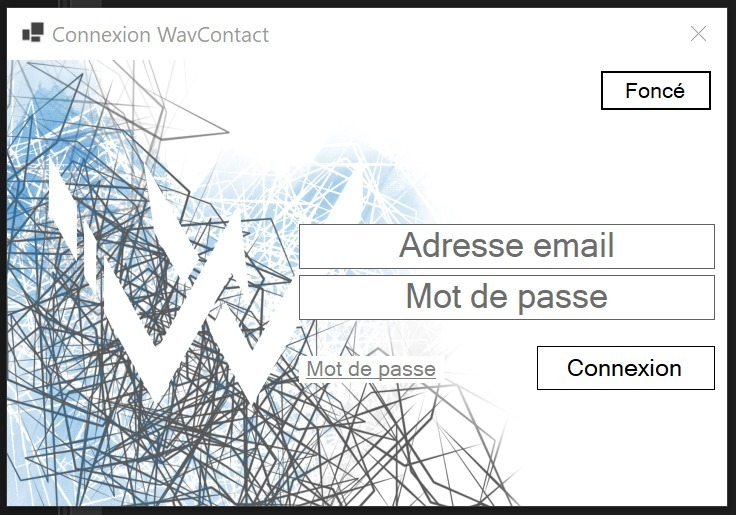 Connexion WavContact
Foncé
Adresse email
Mot de passe
Mot de passe
Connexion